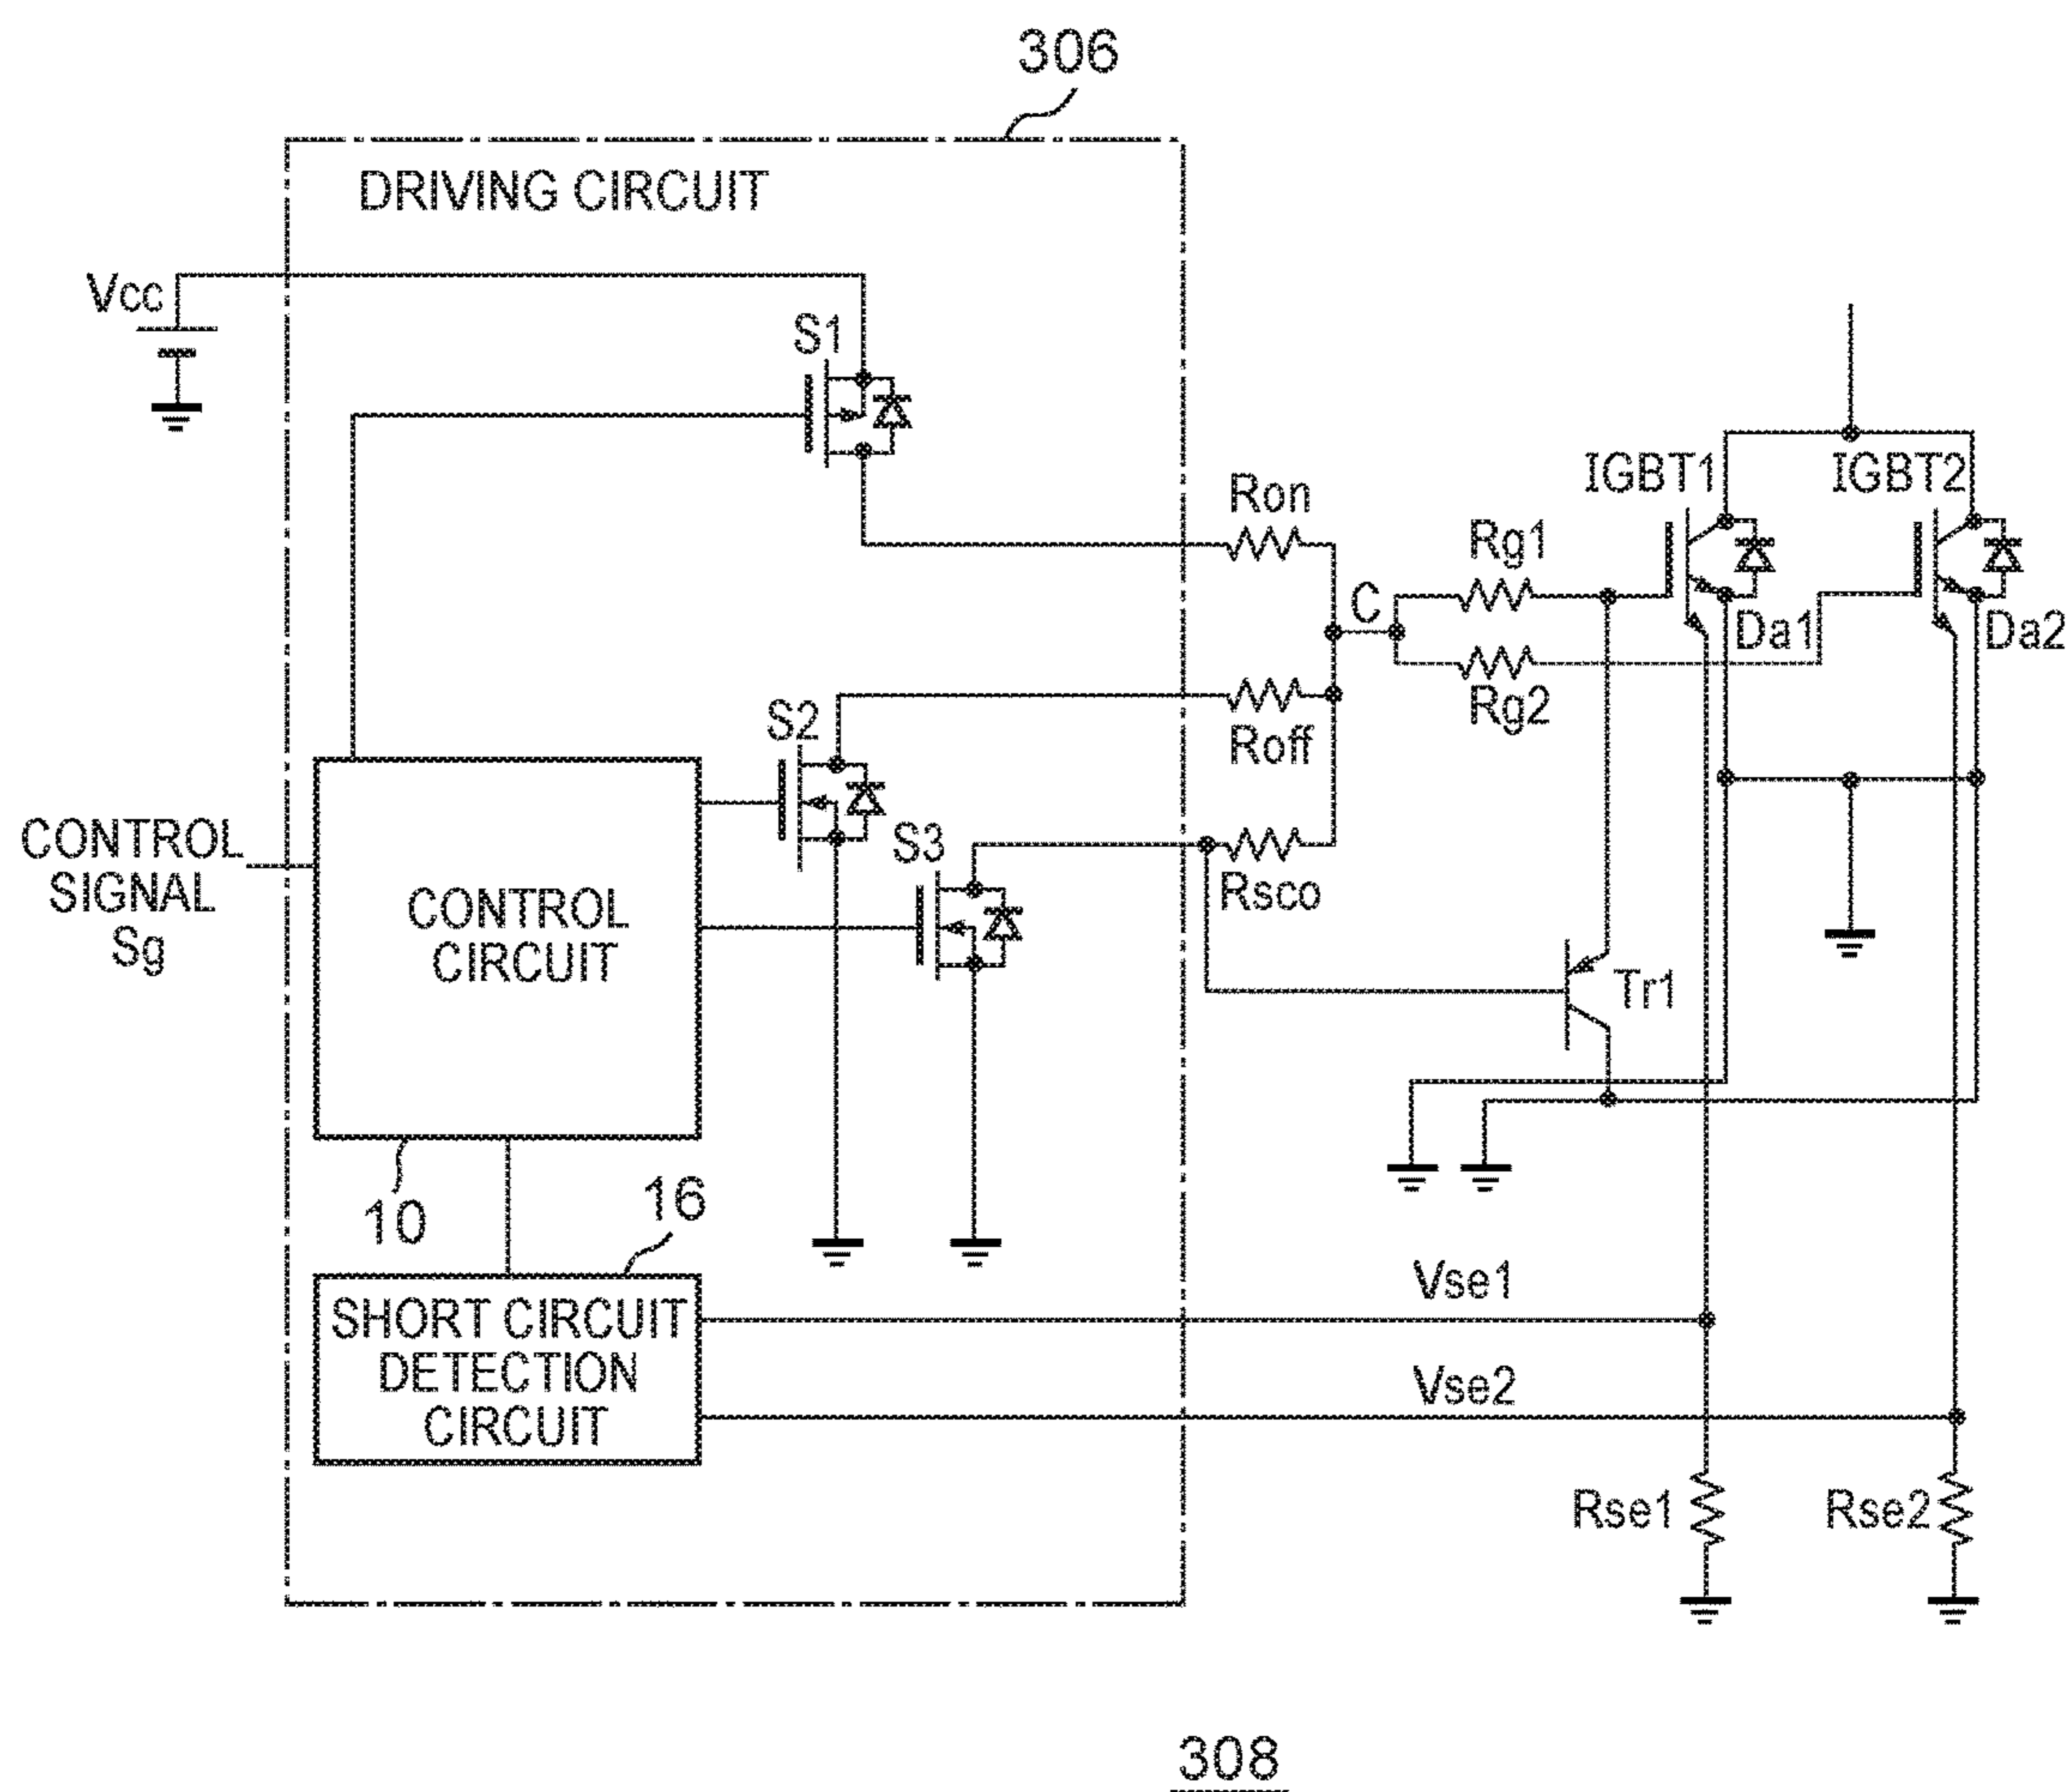 306
DRIVING CIRCUIT
Vcc
S1
IGBT1
IGBT2
Ron
Rg1
C
Da1
Da2
Rg2
S2
Roff
CONTROL
SIGNAL
Sg
S3
CONTROL
CIRCUIT
Rsco
Tr1
10
16
SHORT CIRCUIT
DETECTION
CIRCUIT
Vse1
Vse2
Rse1
Rse2
308